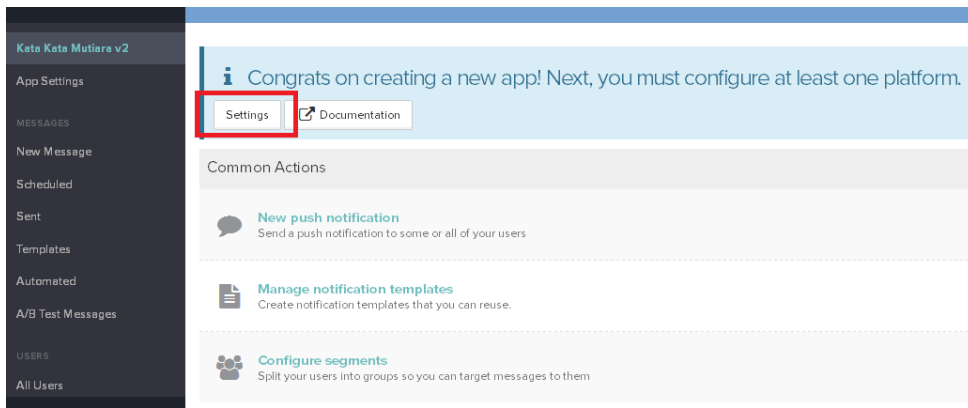 Kata Kata Mutiara v2
App Settings
MESSAGES
New Message
Scheduled
Sent
Templates
Automated
A/B Test Messages
USERS
All Users
i Congrats on creating a new app! Next, you must configure at least one platform.
Settings Documentation
Common Actions
New push notification
Send a push notification to some or all of your users
Manage notification templates
Create notification templates that you can reuse.
Configure segments
Split your users into groups so you can target messages to them